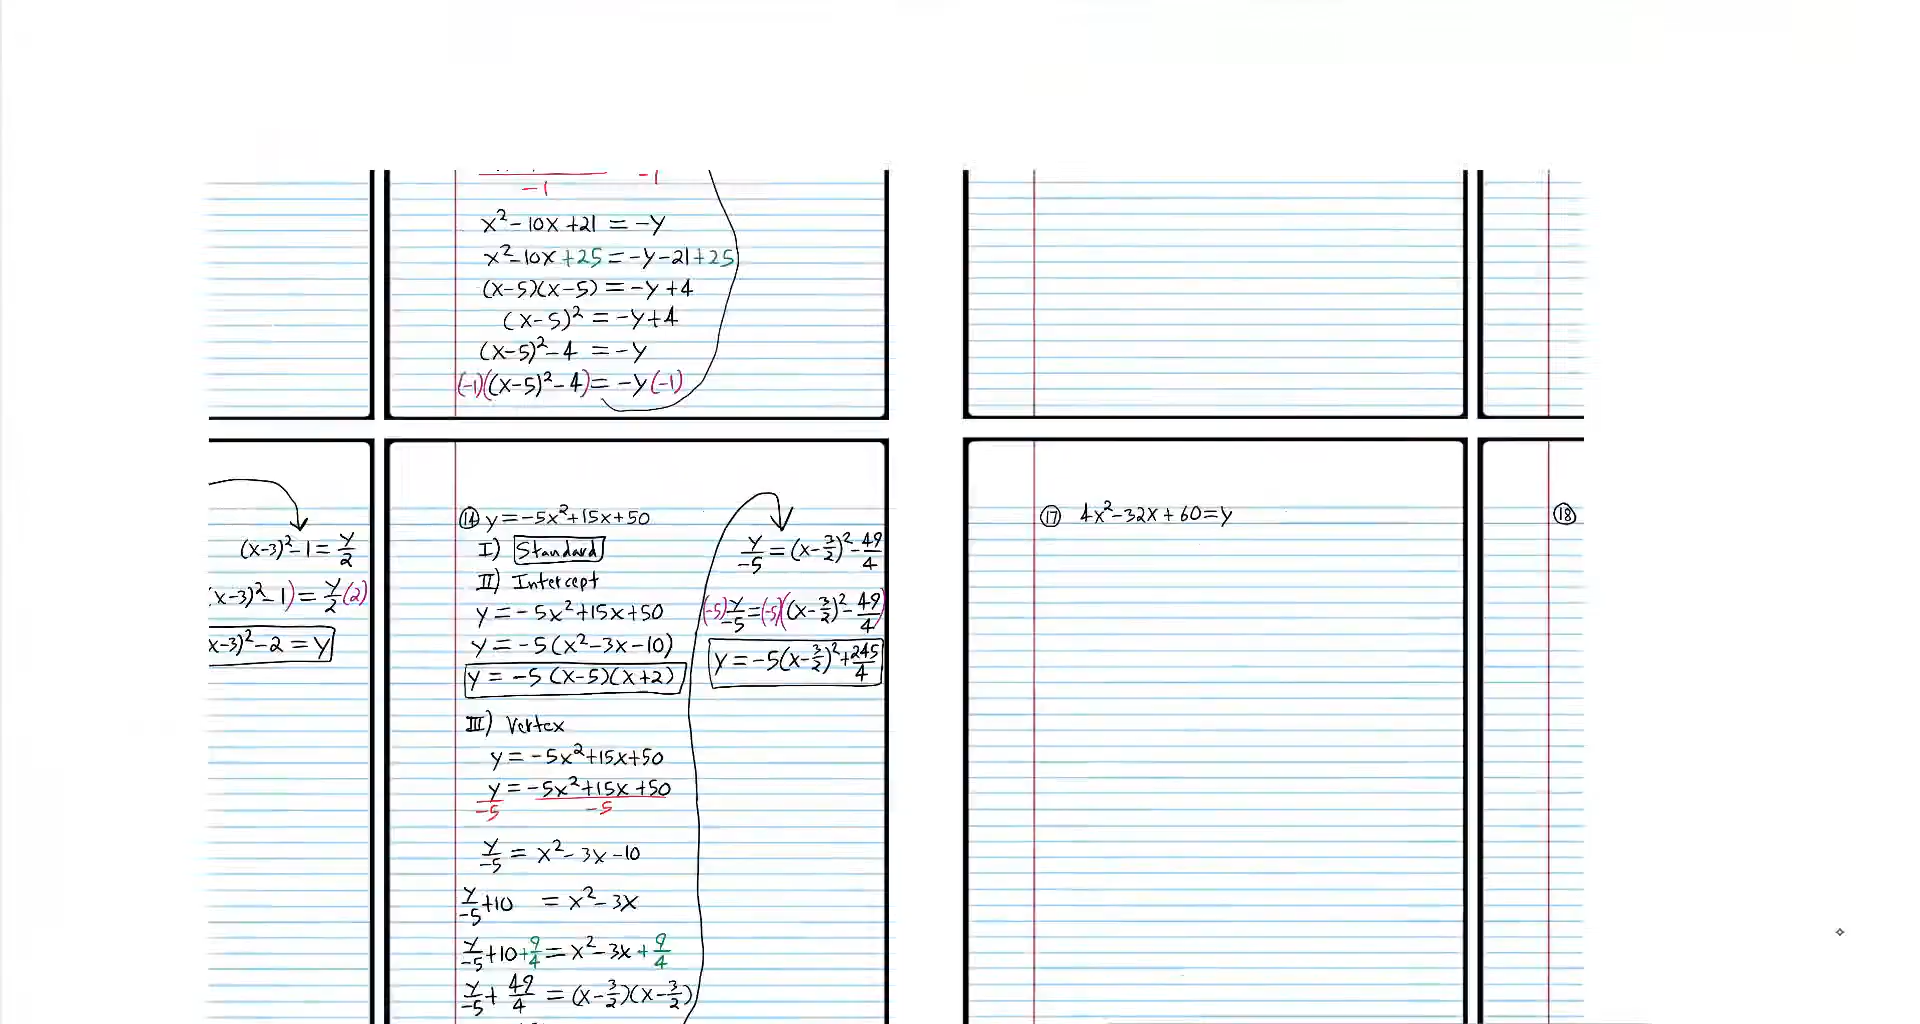 -1 -1
x²-10x+21 = -y
x²-10x+25 = -y-21+25
(x-5)(x-5) = -y+4
(x-5)² = -y+4
(x-5)²-4 = -y
(-1)((x-5)²-4) = -y(-1)
(x-3)²-1 = y/2
x-3)²-1) = y/2(2)
x-3)²-2 = y
⑭ y = -5x²+15x+50
I) Standard
II) Intercept
y = -5x²+15x+50
y = -5(x²-3x-10)
y = -5(x-5)(x+2)
III) Vertex
y = -5x²+15x+50
y/-5 = -5x²+15x+50/-5
y/-5 = x²-3x-10
y/-5+10 = x²-3x
y/-5+10+9/4 = x²-3x+9/4
y/-5+49/4 = (x-3/2)(x-3/2)
y/-5 = (x-3/2)²-49/4
(-5)y/-5 = (-5)((x-3/2)²-49/4)
y = -5(x-3/2)²+245/4
⑰ 4x²-32x+60=y
⑱